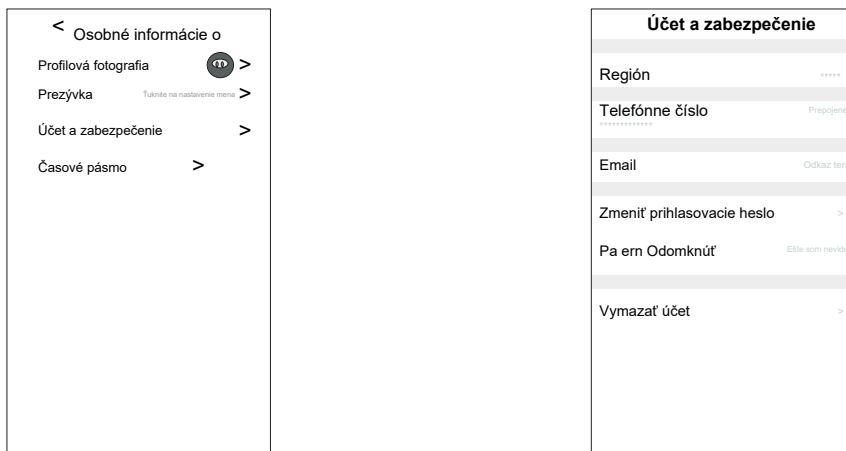 < Osobné informácie o
Profilová fotografia >
Prezývka Ťuknite na nastavenie mena >
Účet a zabezpečenie >
Časové pásmo >
Účet a zabezpečenie
Región *****
Telefónne číslo Prepojené
*************
Email Odkaz ter
Zmeniť prihlasovacie heslo >
Pa ern Odomknúť Ešte som nevide
Vymazať účet >